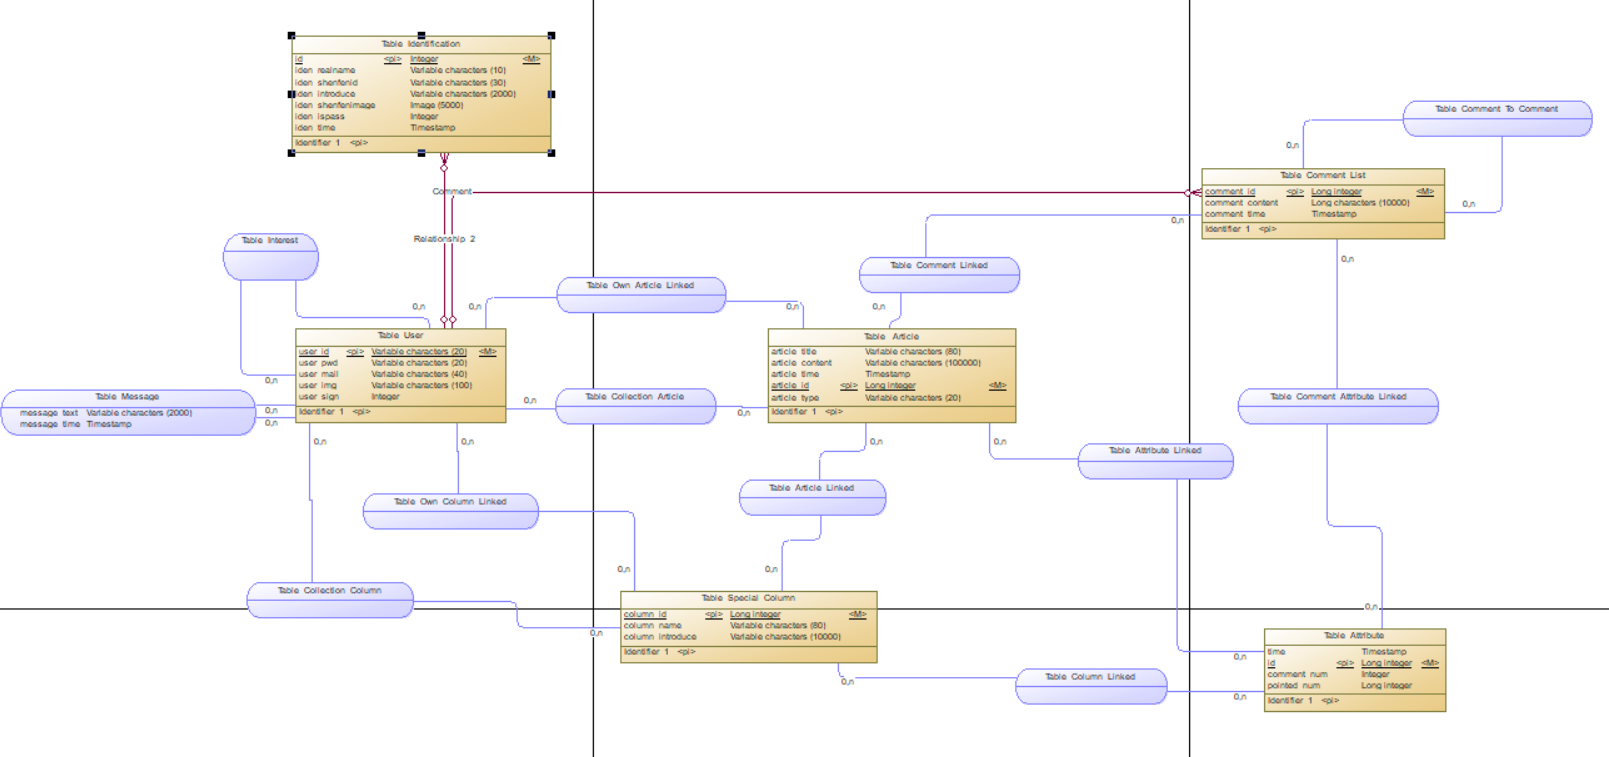 Table Identification
id <pi> Integer <M>
iden realname Variable characters (10)
iden shenfenid Variable characters (30)
iden introduce Variable characters (2000)
iden shenfenimage Image (5000)
iden ispass Integer
iden time Timestamp
Identifier 1 <pi>
Table Comment To Comment
0,n
Table Comment List
comment id <pi> Long integer <M>
comment content Long characters (10000)
comment time Timestamp
Identifier 1 <pi>
0,n
0,n
0,n
Comment
Relationship 2
Table Interest
0,n
0,n
Table Own Article Linked
0,n
0,n
Table Comment Linked
0,n
Table User
user id <pi> Variable characters (20) <M>
user pwd Variable characters (20)
user mail Variable characters (40)
user img Variable characters (100)
user sign Integer
Identifier 1 <pi>
Table Article
article title Variable characters (80)
article content Variable characters (100000)
article time Timestamp
article id <pi> Long integer <M>
article type Variable characters (20)
Identifier 1 <pi>
0,n
Table Message
message text Variable characters (2000)
message time Timestamp
0,n
0,n
0,n
Table Collection Article
0,n
Table Comment Attribute Linked
0,n
0,n
0,n
0,n
Table Attribute Linked
Table Own Column Linked
Table Article Linked
0,n
0,n
Table Collection Column
0,n
Table Special Column
column id <pi> Long integer <M>
column name Variable characters (80)
column introduce Variable characters (10000)
Identifier 1 <pi>
0,n
Table Column Linked
0,n
0,n
0,n
Table Attribute
time Timestamp
id <pi> Long integer <M>
comment num Integer
pointed num Long integer
Identifier 1 <pi>